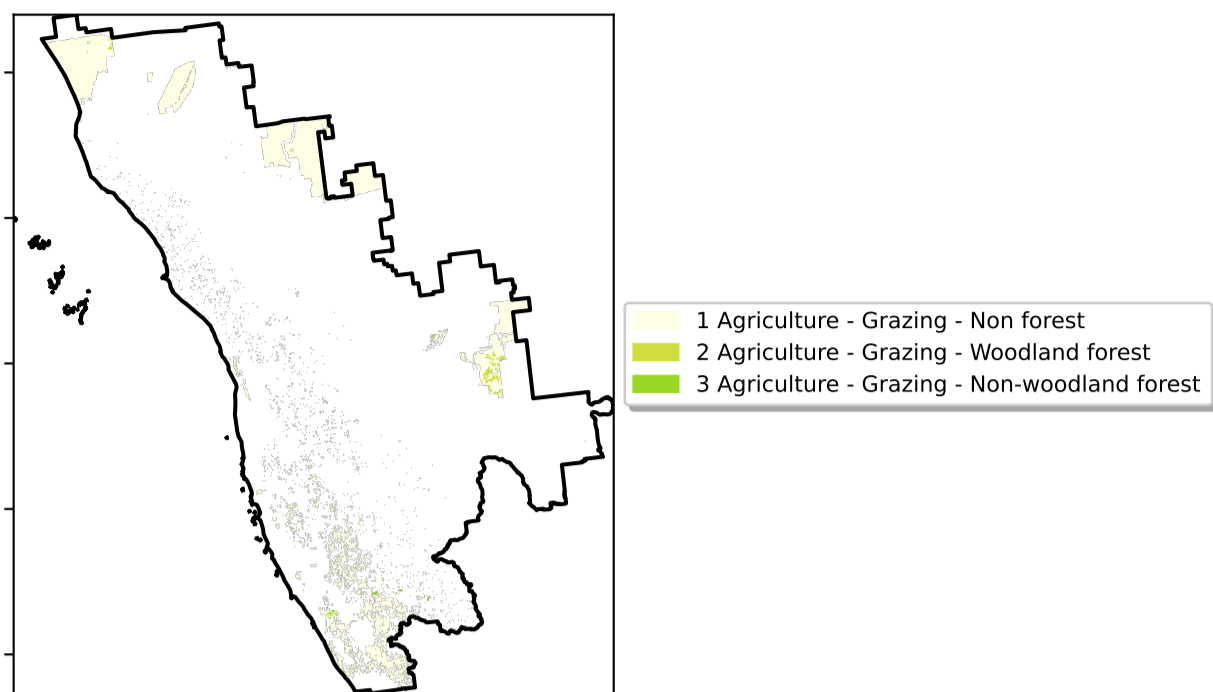 1 Agriculture - Grazing - Non forest
2 Agriculture - Grazing - Woodland forest
3 Agriculture - Grazing - Non-woodland forest